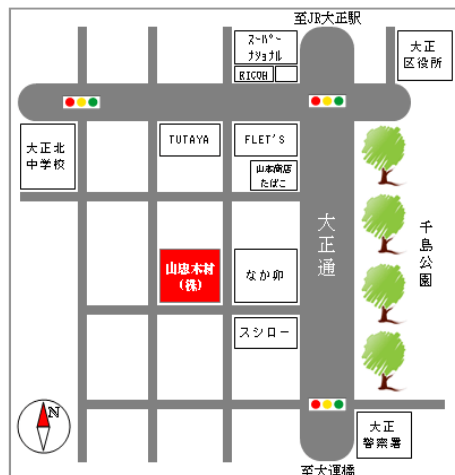 至JR大正駅
スーパー
ナショナル
RICOH
大正
区役所
大正北
中学校
TUTAYA
FLET'S
山本商店
たばこ
大正通
千島公園
山忠木材
(株)
なか卯
スシロー
N
大正
警察署
至大運橋